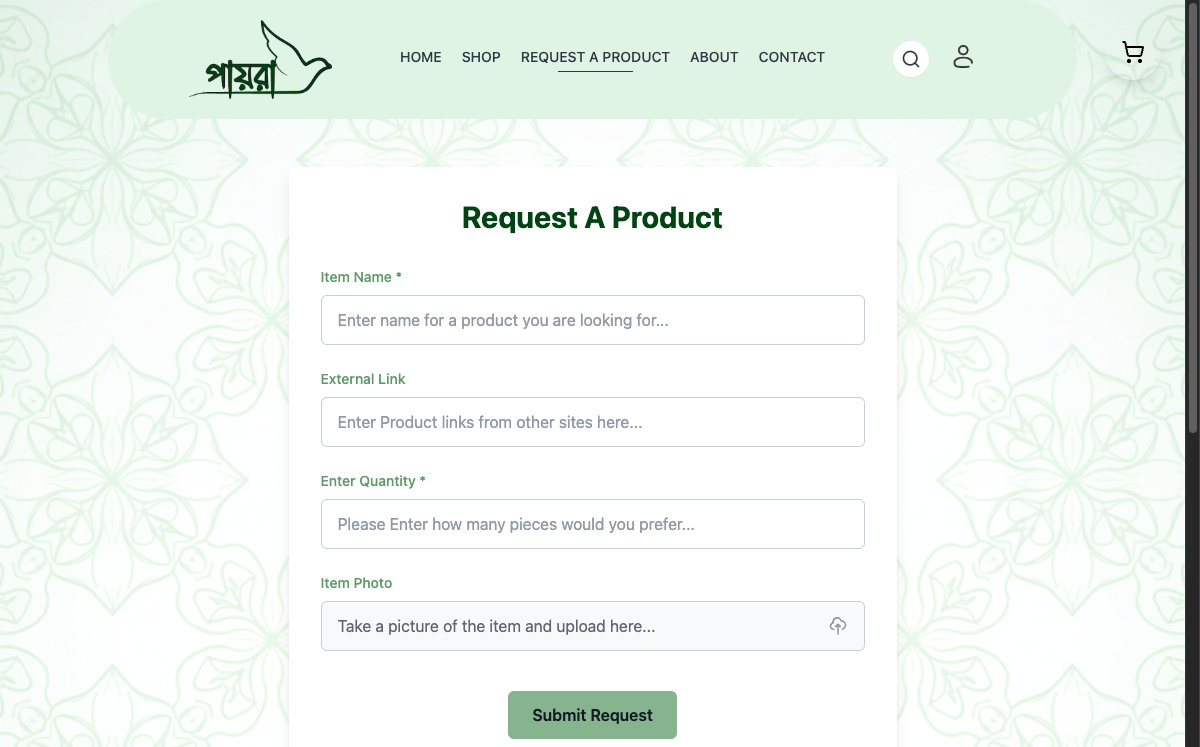 পায়রা
HOME SHOP REQUEST A PRODUCT ABOUT CONTACT
Request A Product
Item Name *
Enter name for a product you are looking for...
External Link
Enter Product links from other sites here...
Enter Quantity *
Please Enter how many pieces would you prefer...
Item Photo
Take a picture of the item and upload here...
Submit Request